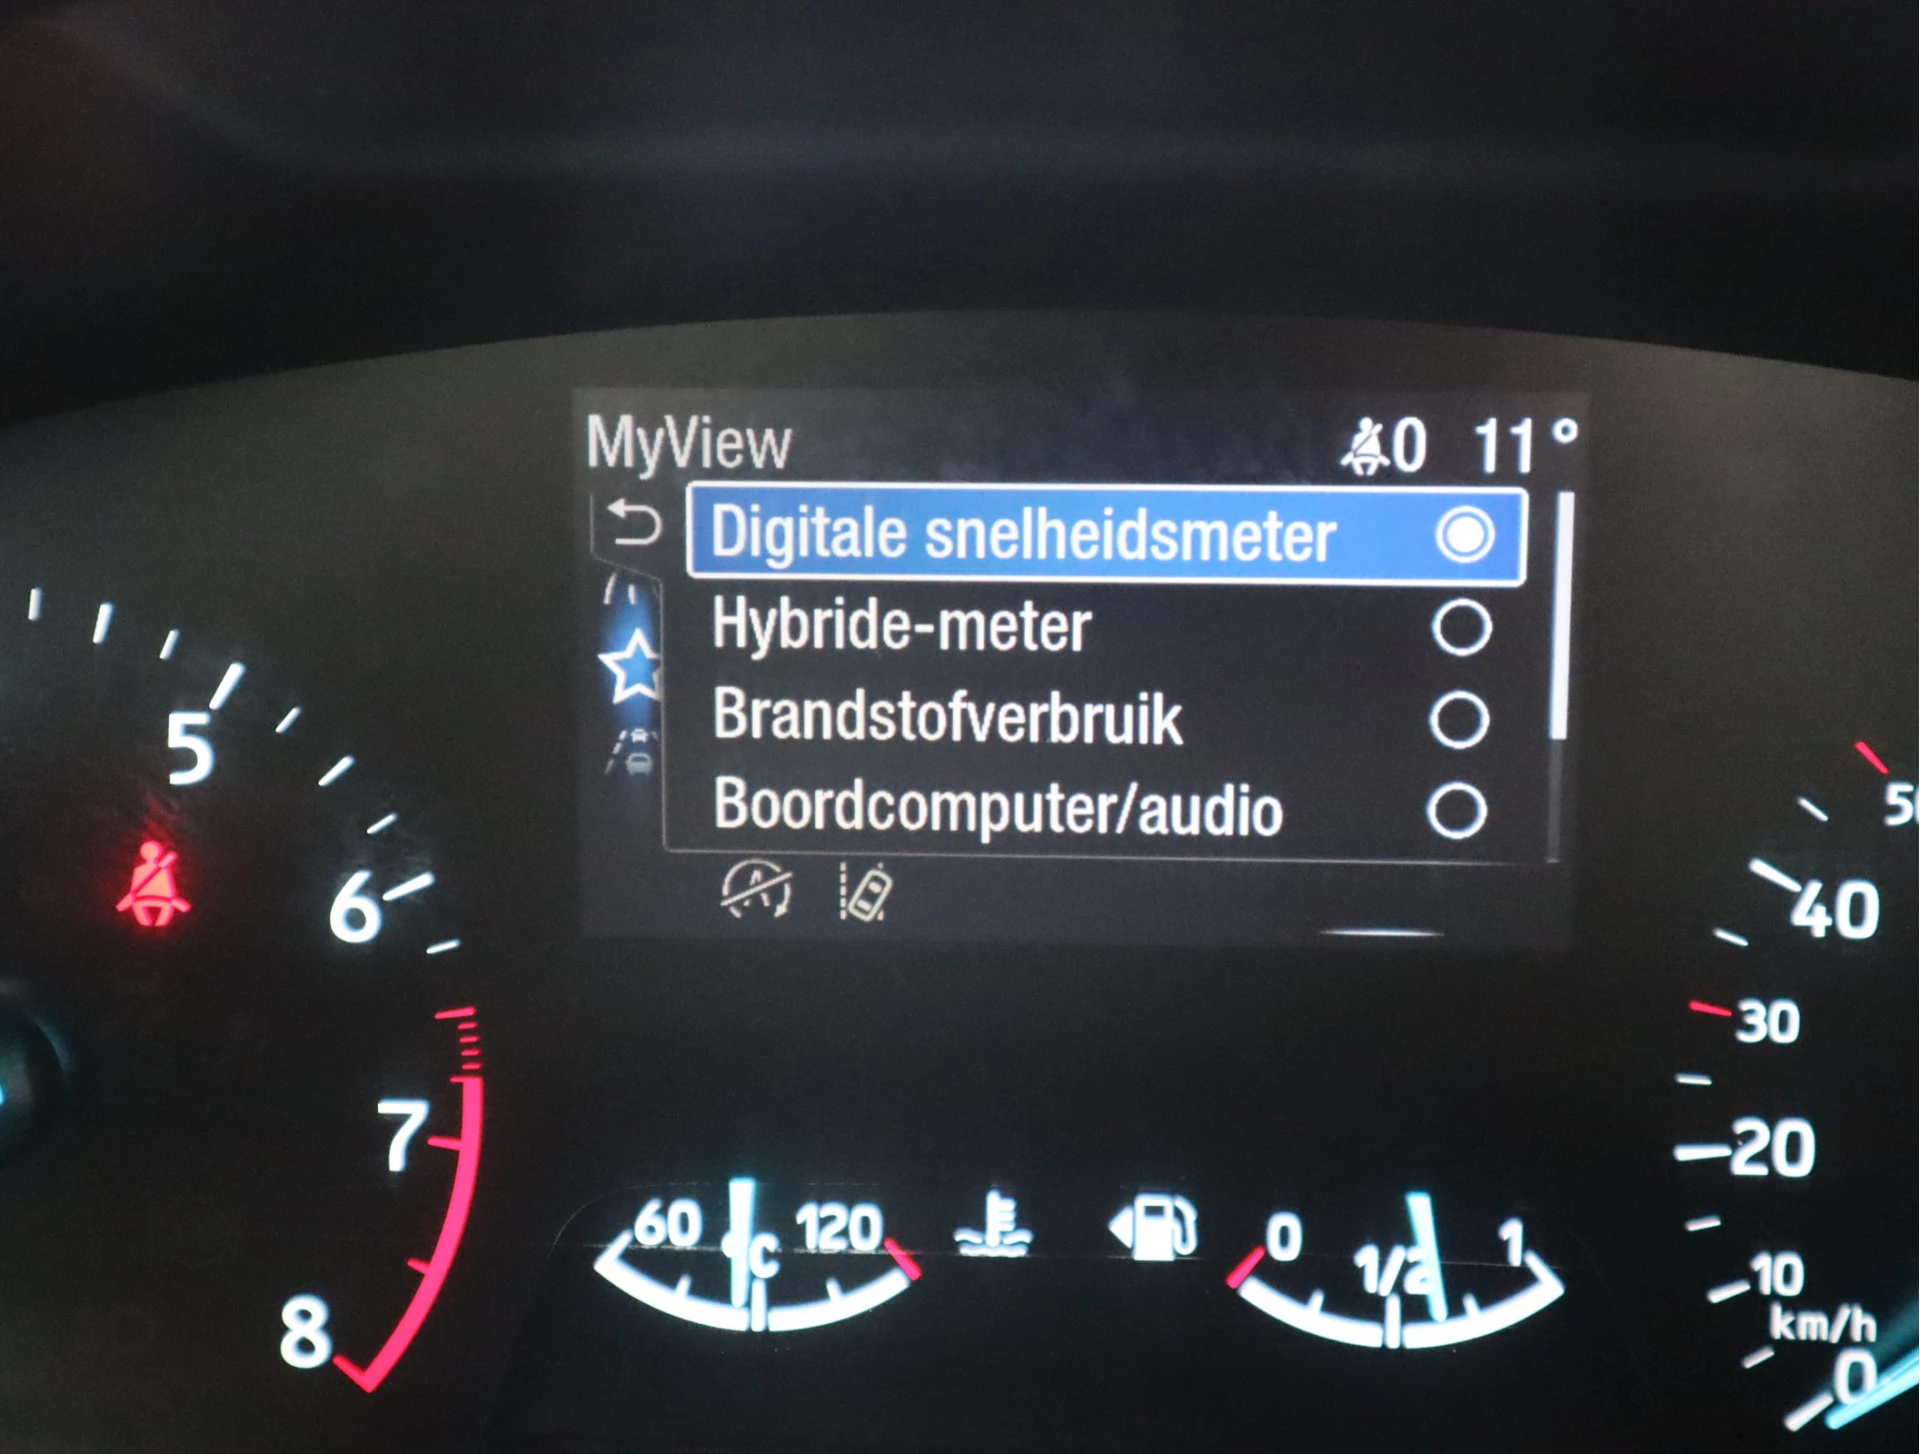 MyView 0 11°
Digitale snelheidsmeter
Hybride-meter
Brandstofverbruik
Boordcomputer/audio
5
6
7
8
60 °C 120
0 1/2 1
40
30
20
10
km/h
0